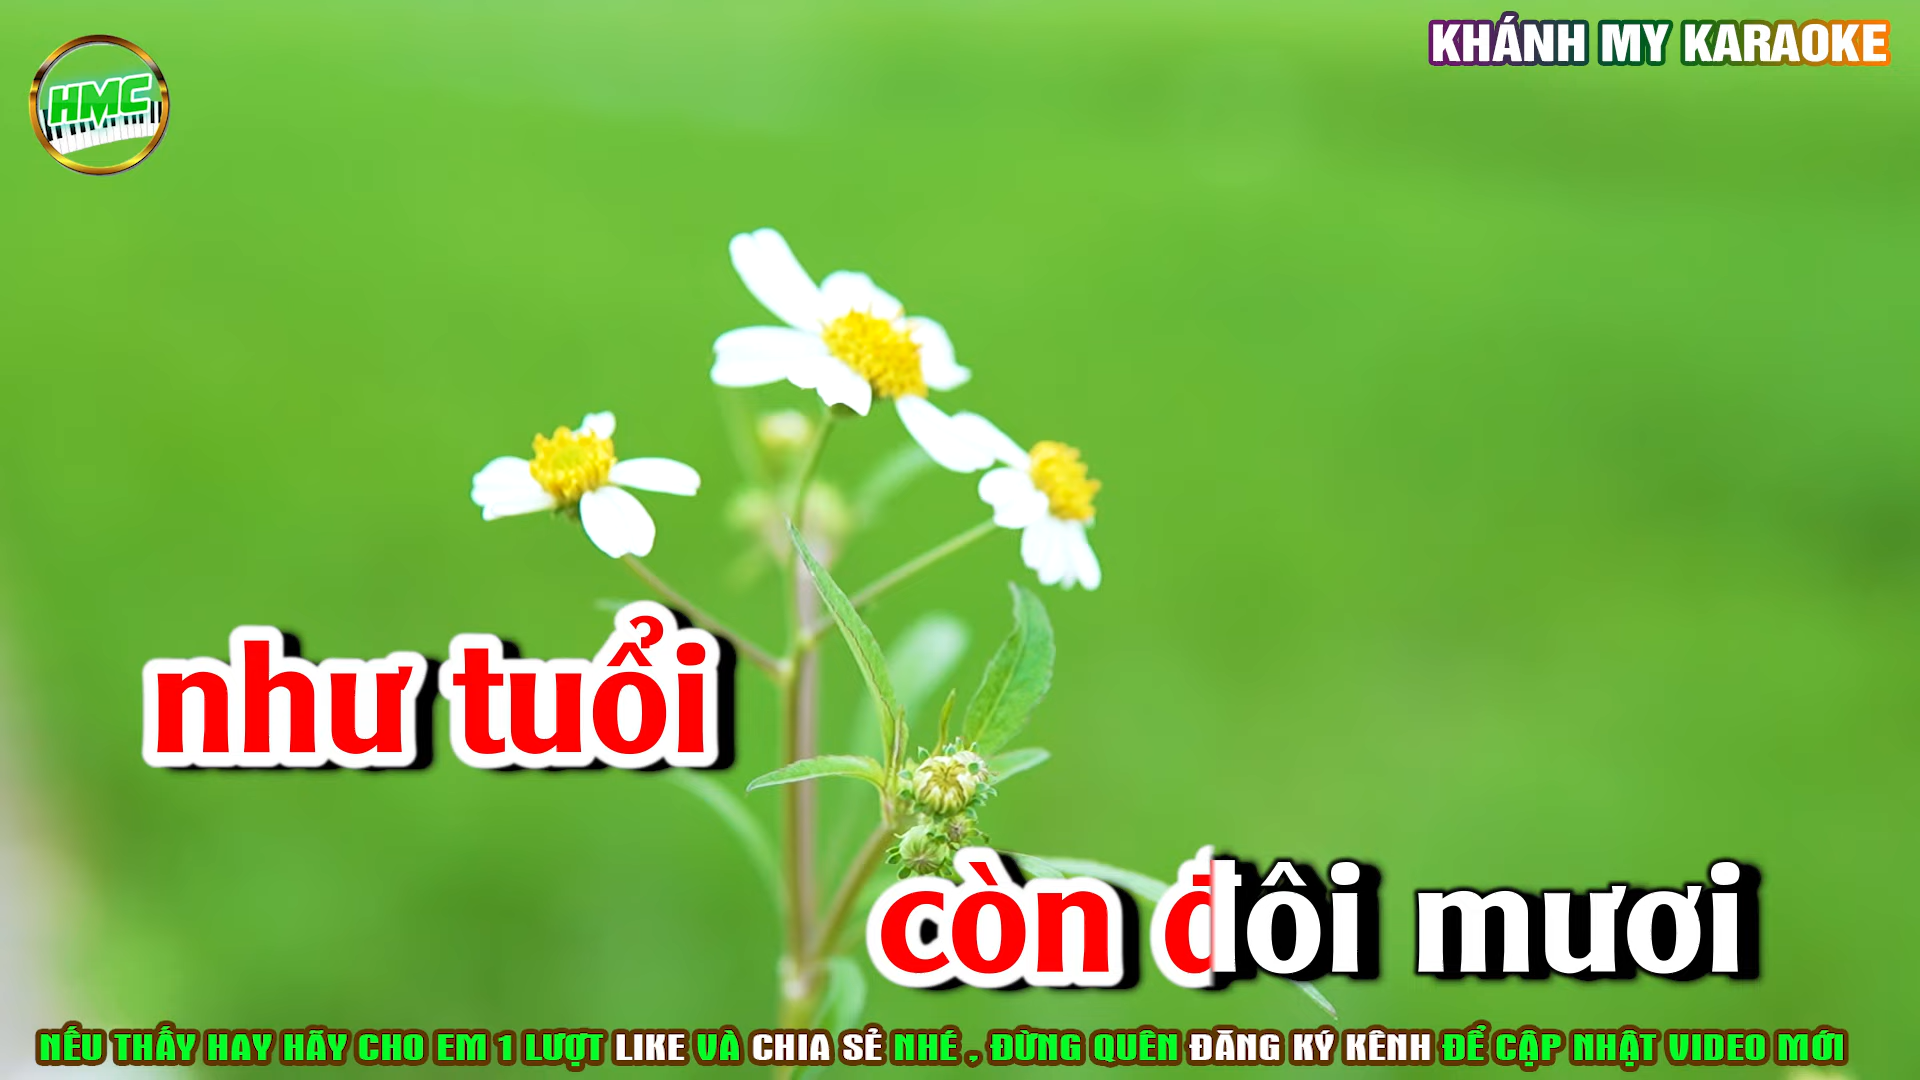 KHÁNH MY KARAOKE
HMC
như tuổi
còn đôi mươi
NẾU THẤY HAY HÃY CHO EM 1 LƯỢT LIKE VÀ CHIA SẺ NHÉ , ĐỪNG QUÊN ĐĂNG KÝ KÊNH ĐỂ CẬP NHẬT VIDEO MỚI